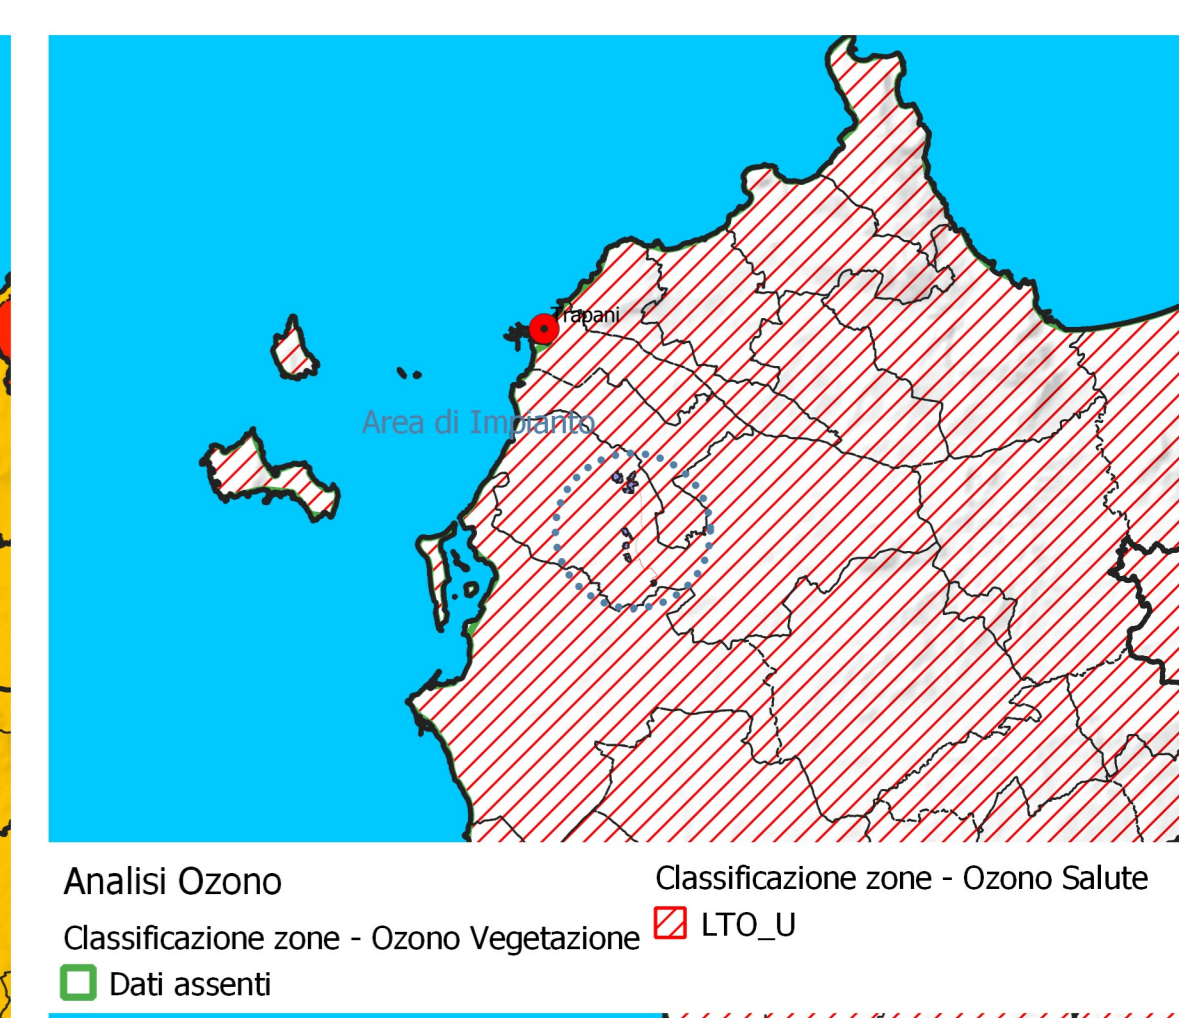 Trapani
Area di Impianto
Analisi Ozono
Classificazione zone - Ozono Vegetazione
Dati assenti
Classificazione zone - Ozono Salute
LTO_U